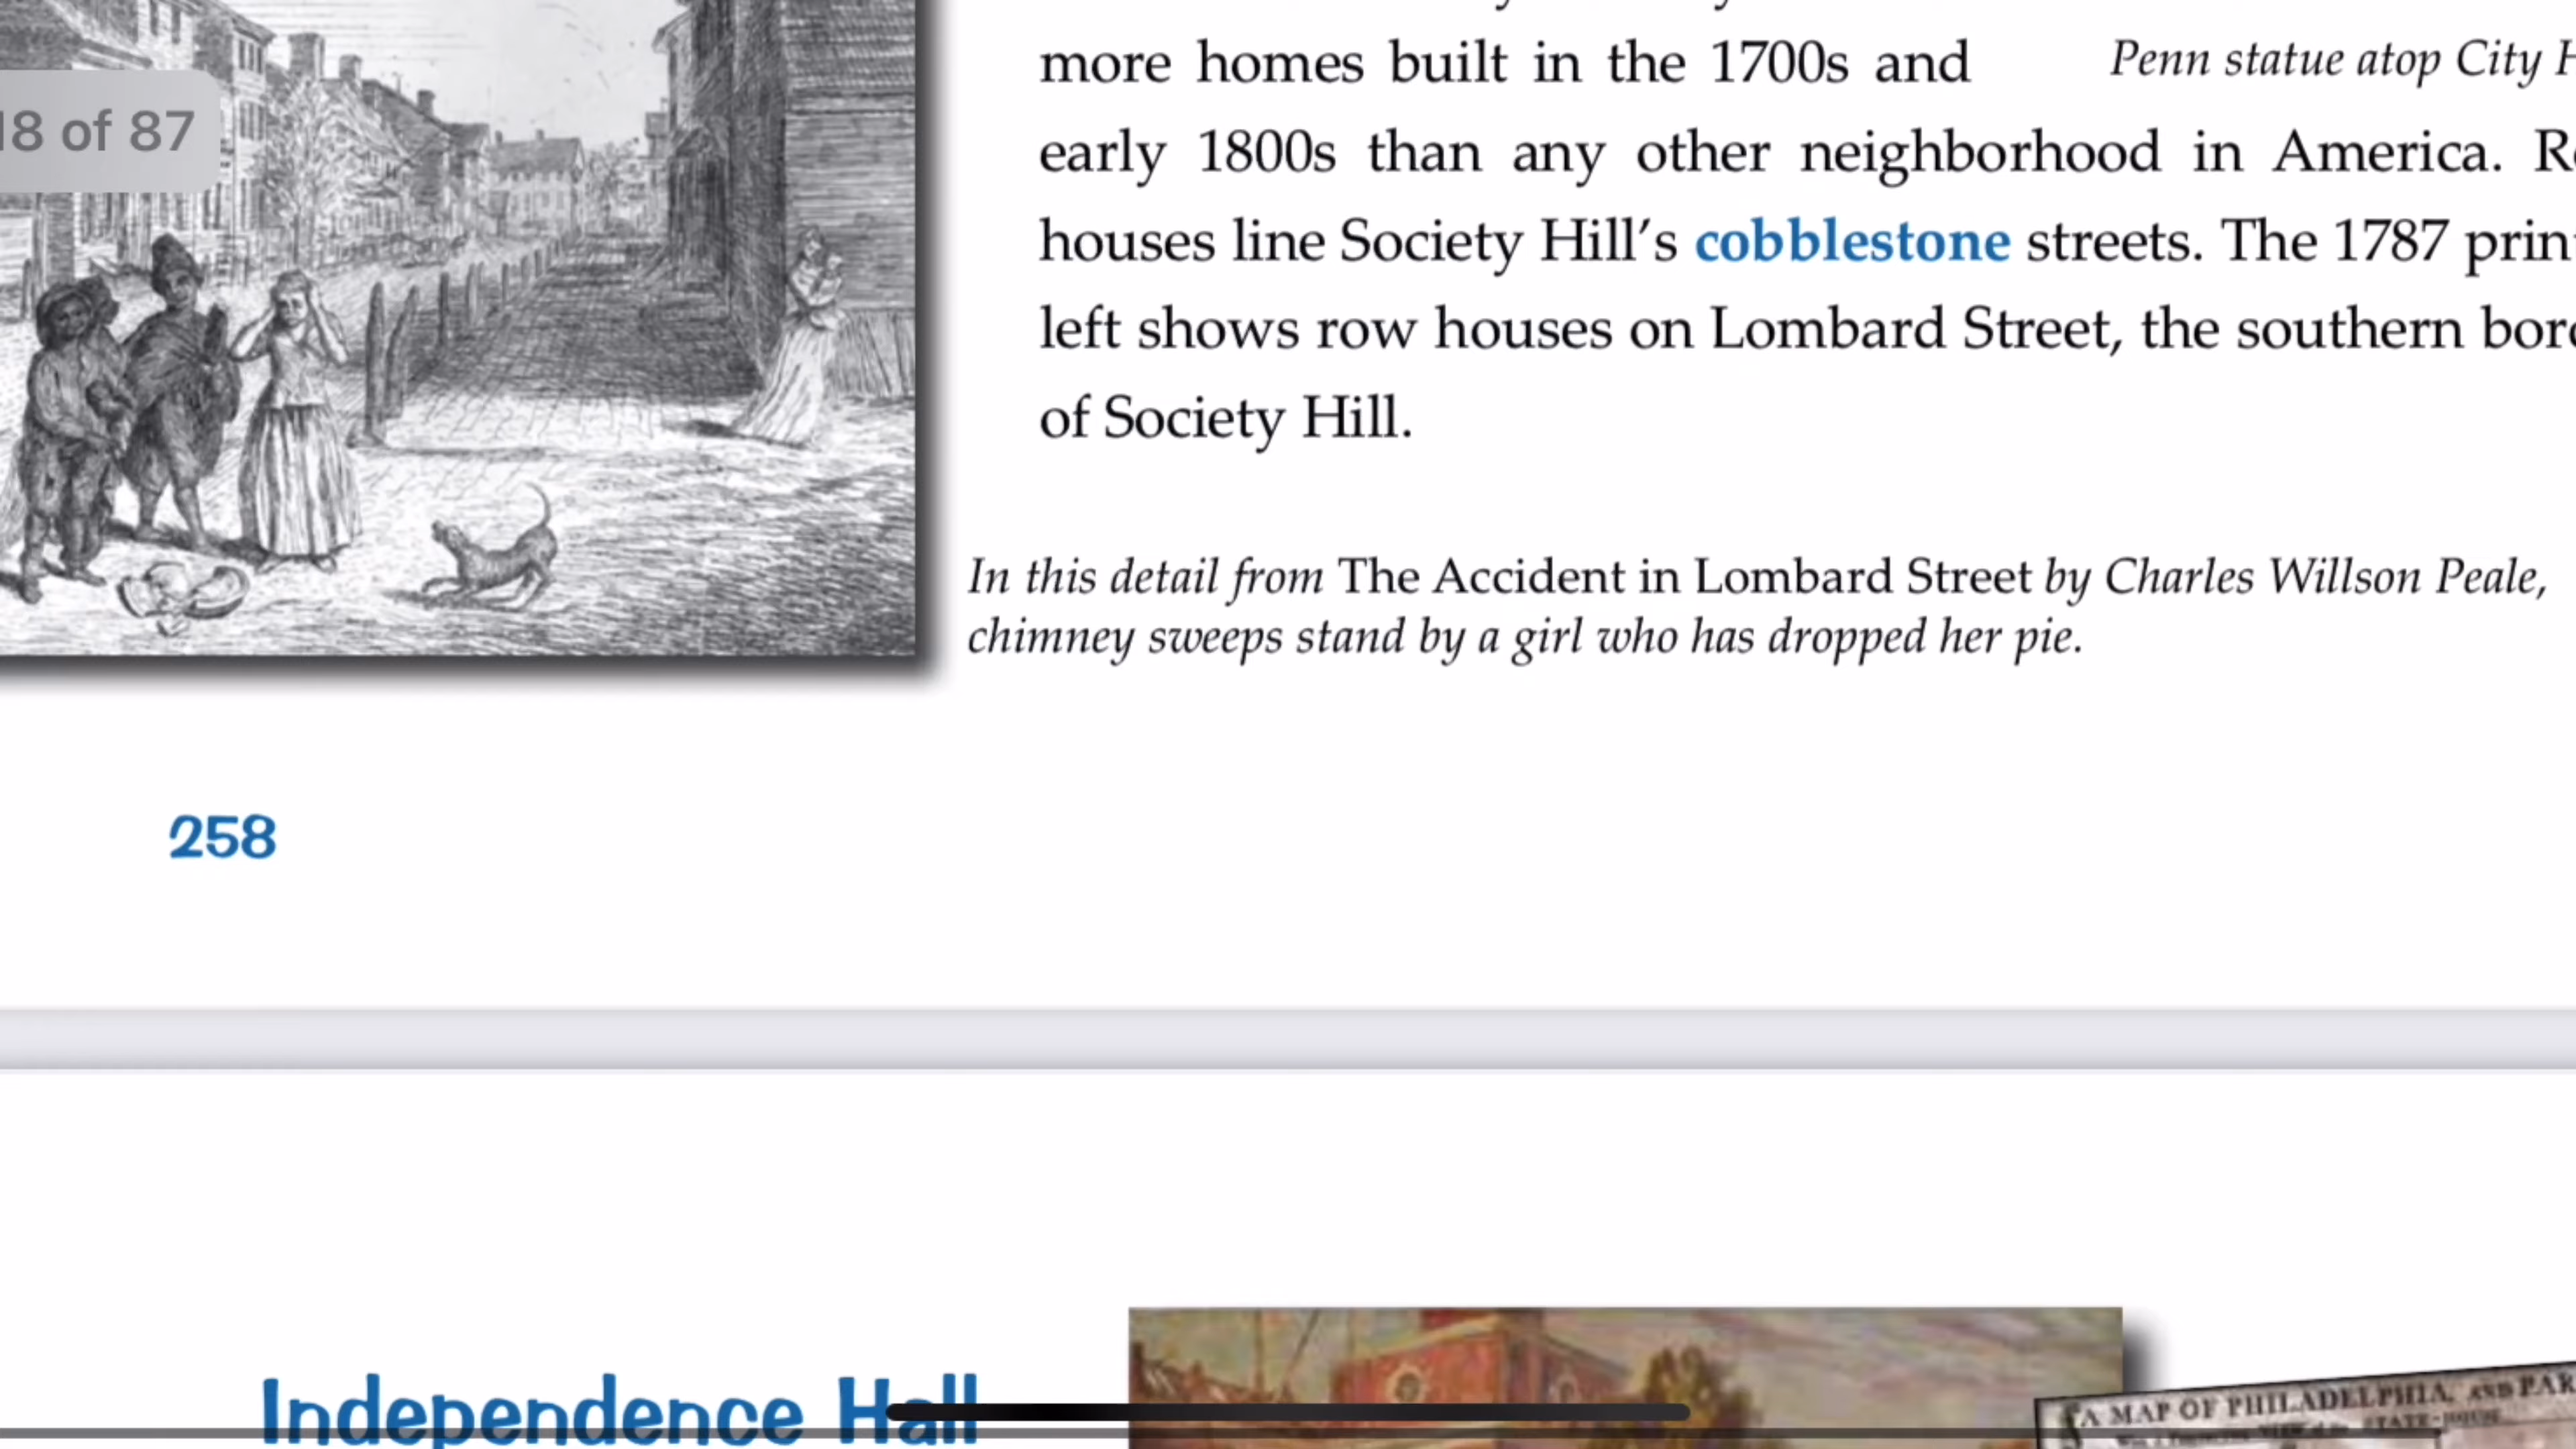 18 of 87
more homes built in the 1700s and
Penn statue atop City
early 1800s than any other neighborhood in America.
houses line Society Hill's cobblestone streets. The 1787
left shows row houses on Lombard Street, the southern
of Society Hill.
In this detail from The Accident in Lombard Street by Charles Willson Peale,
chimney sweeps stand by a girl who has dropped her pie.
258
Independence Hall
A MAP OF PHILADELPHIA, AND
STATE-HOUSE